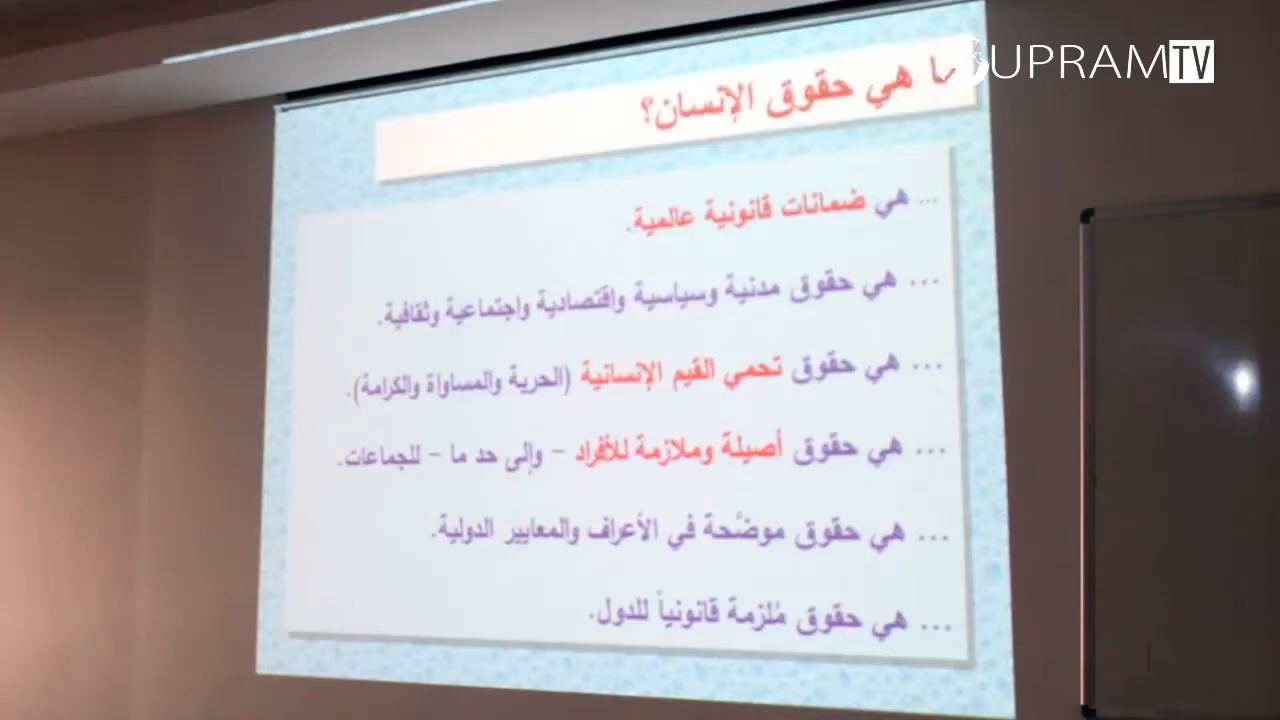 UPRAMTV
ما هي حقوق الإنسان؟
... هي ضمانات قانونية عالمية.
... هي حقوق مدنية وسياسية واقتصادية واجتماعية وثقافية.
... هي حقوق تحمي القيم الإنسانية (الحرية والمساواة والكرامة).
... هي حقوق أصيلة وملازمة للأفراد – وإلى حد ما – للجماعات.
... هي حقوق موضَّحة في الأعراف والمعايير الدولية.
... هي حقوق مُلزمة قانونياً للدول.